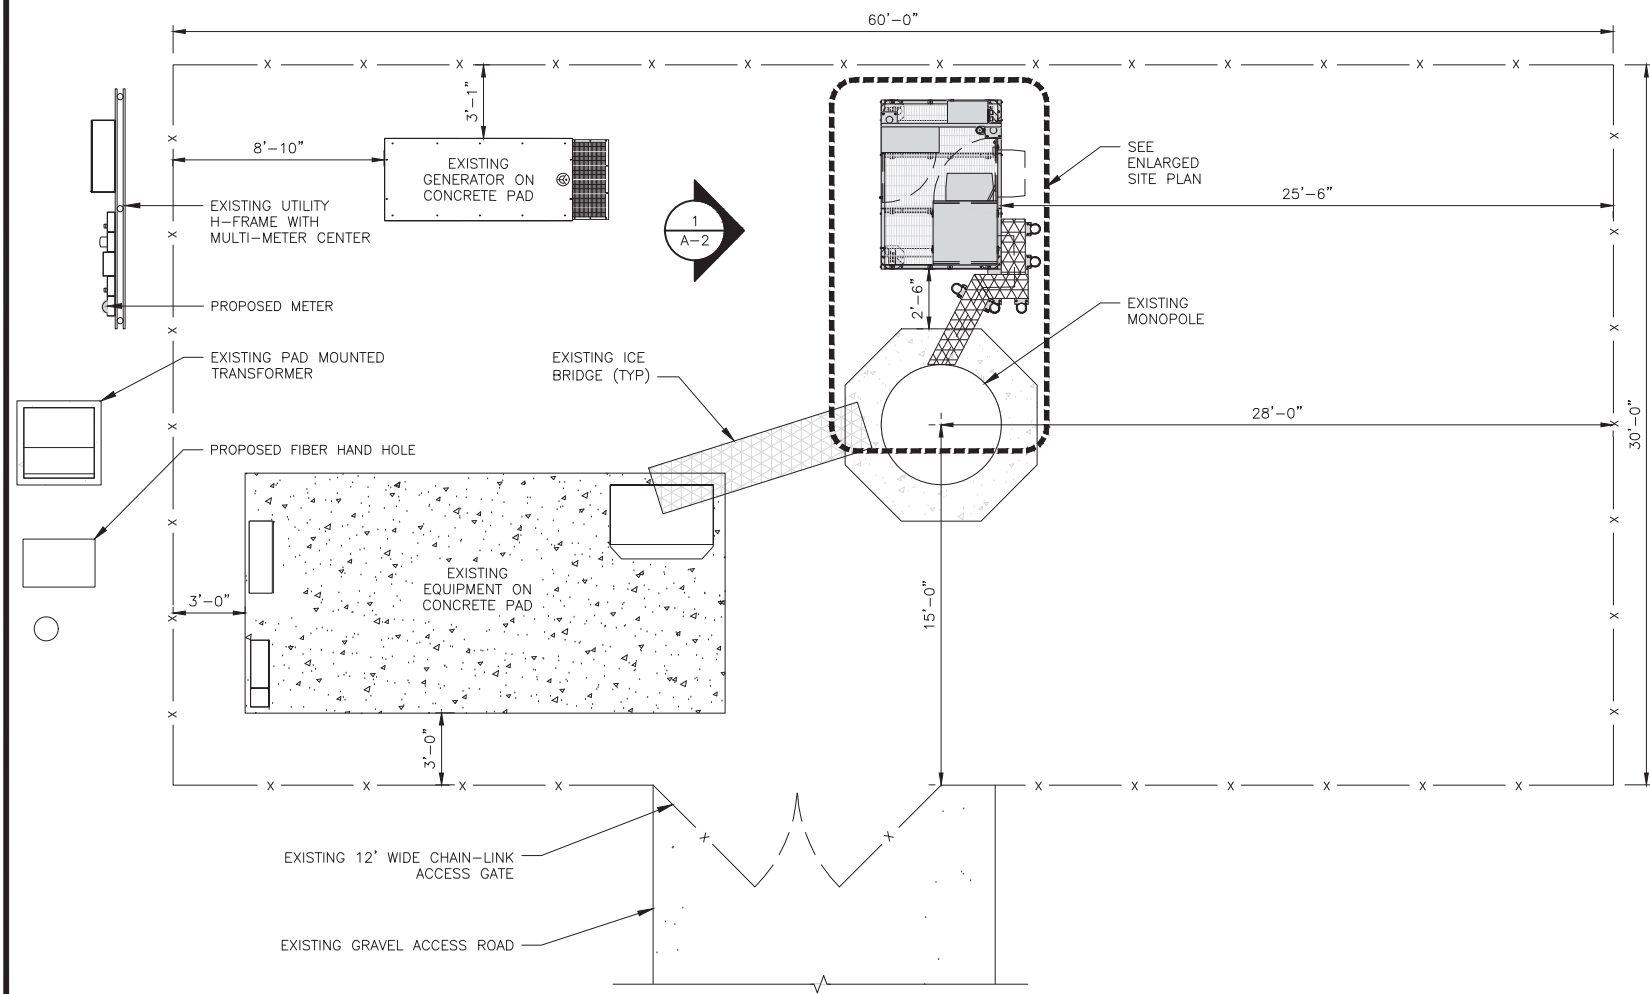 60'-0"
3'-1"
8'-10"
EXISTING
GENERATOR ON
CONCRETE PAD
SEE
ENLARGED
SITE PLAN
25'-6"
EXISTING UTILITY
H-FRAME WITH
MULTI-METER CENTER
1
A-2
2'-6"
PROPOSED METER
EXISTING
MONOPOLE
EXISTING PAD MOUNTED
TRANSFORMER
EXISTING ICE
BRIDGE (TYP)
28'-0"
30'-0"
PROPOSED FIBER HAND HOLE
EXISTING
EQUIPMENT ON
CONCRETE PAD
3'-0"
15'-0"
3'-0"
EXISTING 12' WIDE CHAIN-LINK
ACCESS GATE
EXISTING GRAVEL ACCESS ROAD